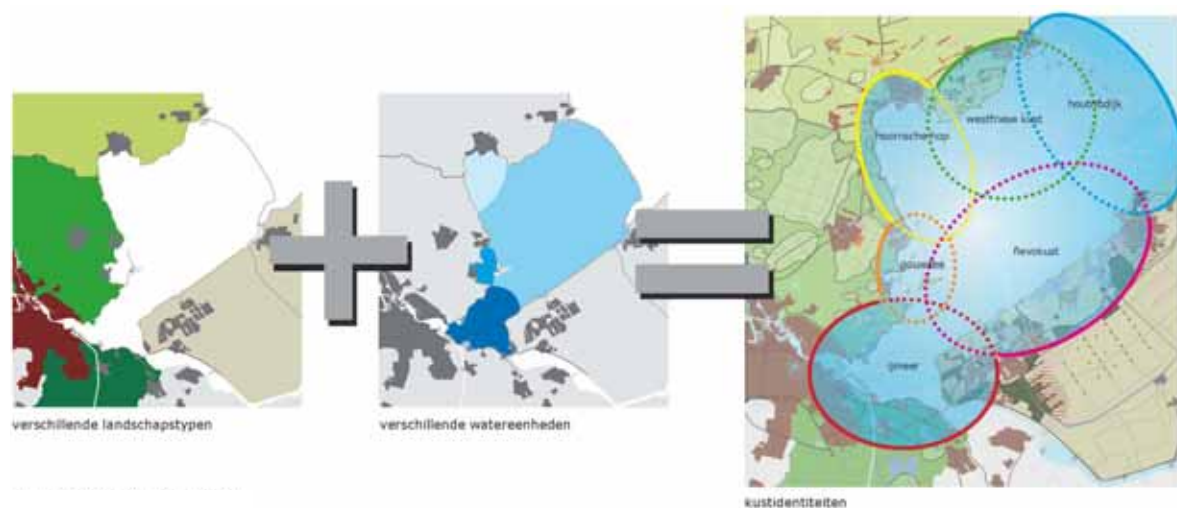 verschillende landschapstypen
verschillende watereenheden
hoornsche hop
westfriese kust
houtribdijk
gouwzee
flevokust
ijmeer
kustidentiteiten